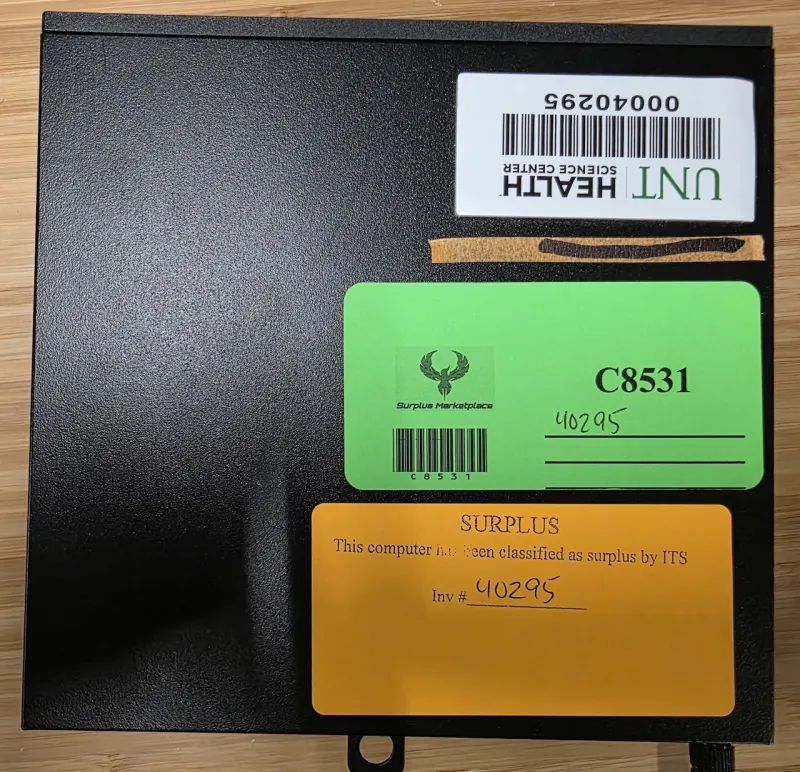 00040295
UNT HEALTH
SCIENCE CENTER
C8531
Surplus Marketplace
40295
C8531
SURPLUS
This computer has been classified as surplus by ITS
Inv # 40295